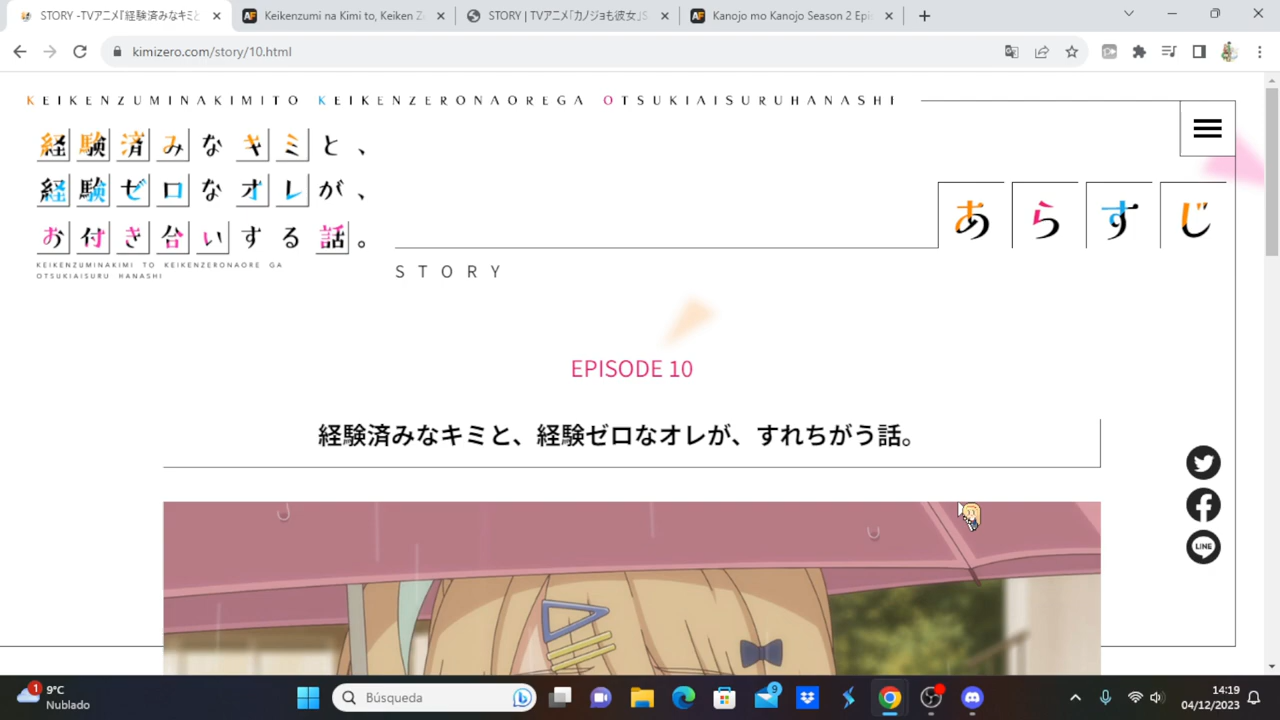 STORY -TVアニメ『経験済みなキミと
Keikenzumi na Kimi to, Keiken Ze
STORY | TVアニメ「カノジョも彼女」S
Kanojo mo Kanojo Season 2 Epi
kimizero.com/story/10.html
KEIKENZUMINAKIMITO KEIKENZERONAOREGA OTSUKIAISURUHANASHI
経験済みなキミと、
経験ゼロなオレが、
お付き合いする話。
KEIKENZUMINAKIMI TO KEIKENZERONAORE GA
OTSUKIAISURU HANASHI
あらすじ
STORY
EPISODE 10
経験済みなキミと、経験ゼロなオレが、すれちがう話。
LINE
1
9°C
Nublado
Búsqueda
9
14:19
04/12/2023